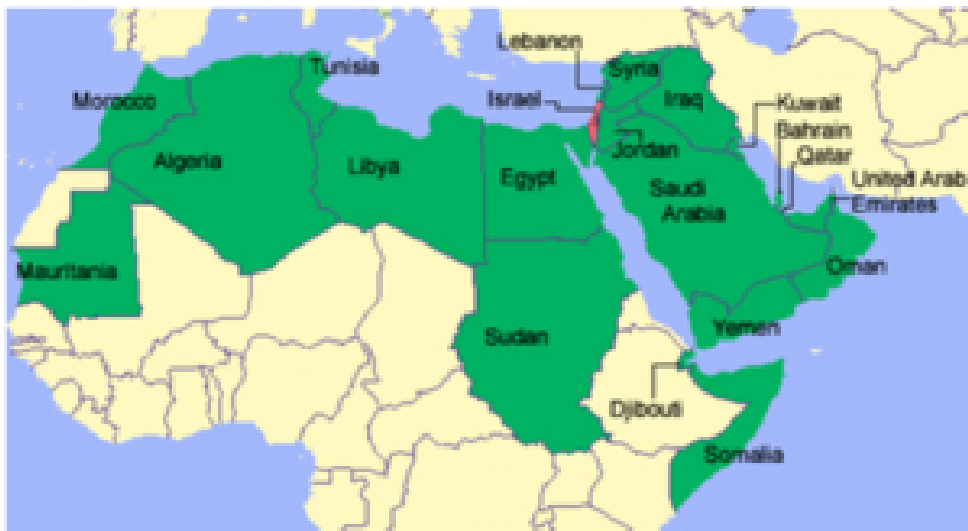 Lebanon
Tunisia
Syria
Morocco
Israel
Iraq
Kuwait
Bahrain
Algeria
Libya
Jordan
Qatar
Egypt
Saudi
Arabia
United Arab
Emirates
Mauritania
Oman
Sudan
Yemen
Djibouti
Somalia